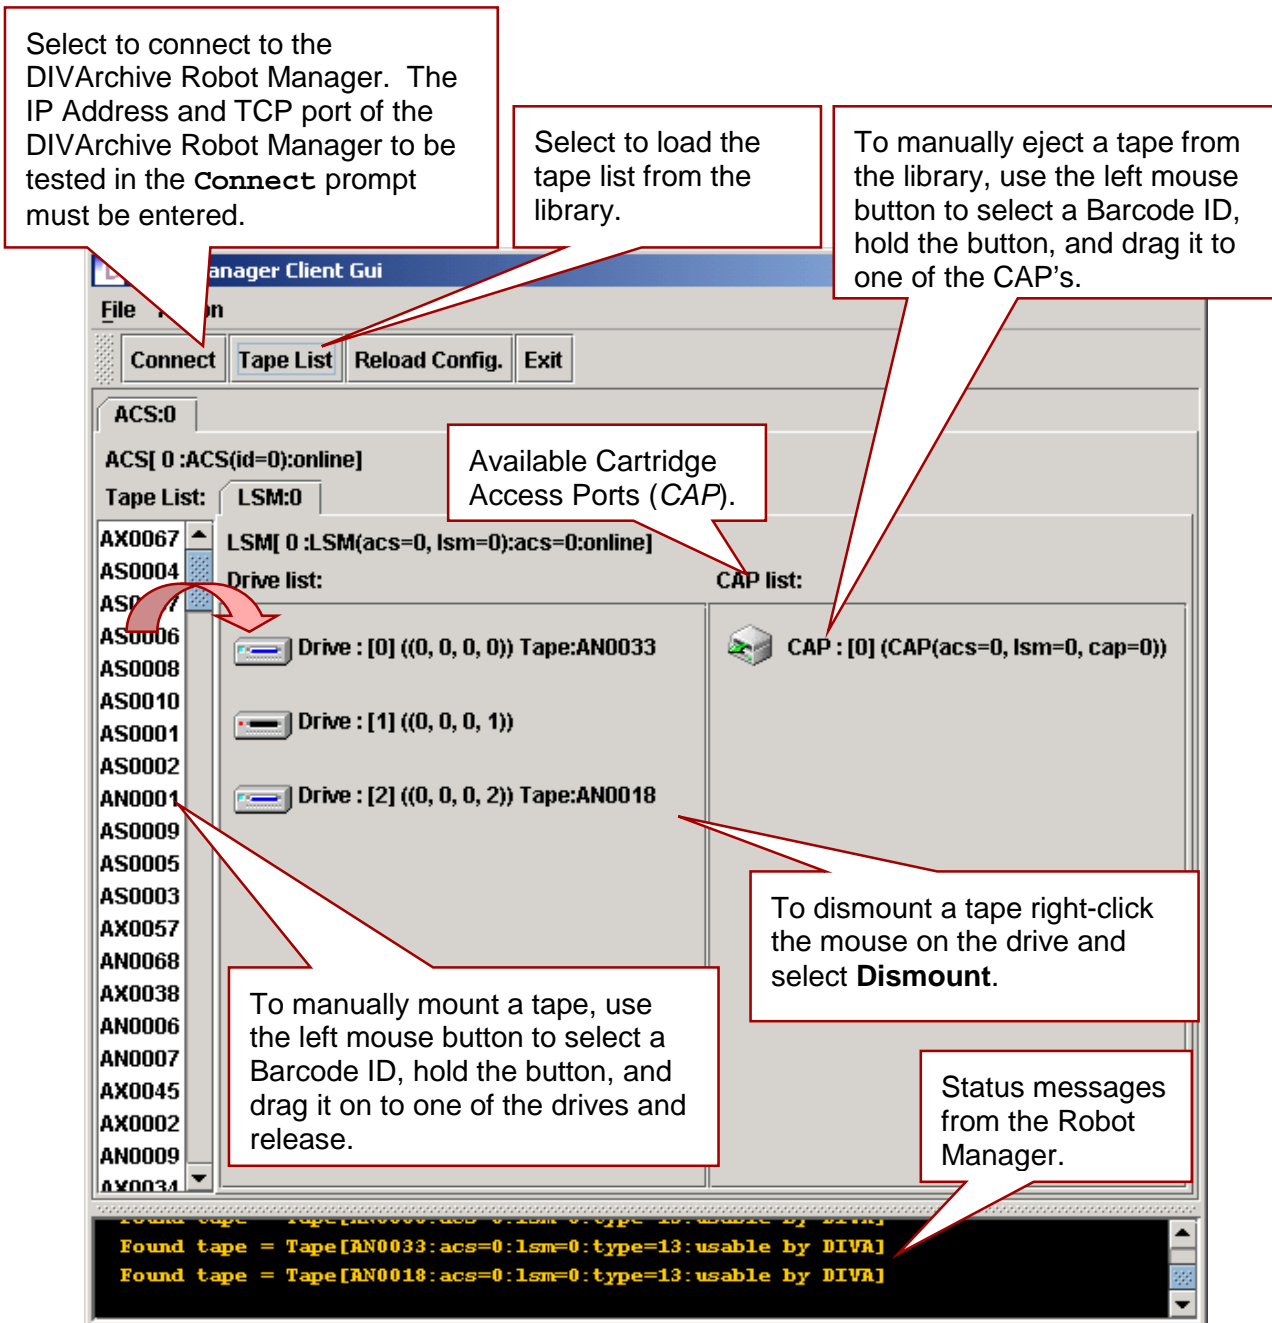 Select to connect to the
DIVArchive Robot Manager. The
IP Address and TCP port of the
DIVArchive Robot Manager to be
tested in the Connect prompt
must be entered.
Select to load the
tape list from the
library.
To manually eject a tape from
the library, use the left mouse
button to select a Barcode ID,
hold the button, and drag it to
one of the CAP's.
anager Client Gui
File
Connect Tape List Reload Config. Exit
ACS:0
ACS[ 0 :ACS(id=0):online]
Available Cartridge
Access Ports (CAP).
Tape List: LSM:0
LSM[ 0 :LSM(acs=0, lsm=0):acs=0:online]
Drive list: CAP list:
AX0067
AS0004
AS0006
AS0008
AS0010
AS0001
AS0002
AN0001
AS0009
AS0005
AS0003
AX0057
AN0068
AX0038
AN0006
AN0007
AX0045
AX0002
AN0009
AX0034
Drive : [0] ((0, 0, 0, 0)) Tape:AN0033
Drive : [1] ((0, 0, 0, 1))
Drive : [2] ((0, 0, 0, 2)) Tape:AN0018
CAP : [0] (CAP(acs=0, lsm=0, cap=0))
To dismount a tape right-click
the mouse on the drive and
select Dismount.
To manually mount a tape, use
the left mouse button to select a
Barcode ID, hold the button, and
drag it on to one of the drives and
release.
Status messages
from the Robot
Manager.
Found tape = Tape[AN0033:acs=0:lsm=0:type=13:usable by DIVA]
Found tape = Tape[AN0018:acs=0:lsm=0:type=13:usable by DIVA]